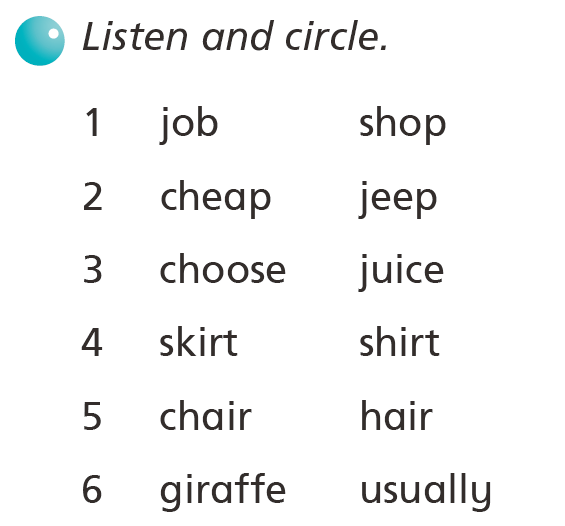 Listen and circle.
1 job shop
2 cheap jeep
3 choose juice
4 skirt shirt
5 chair hair
6 giraffe usually